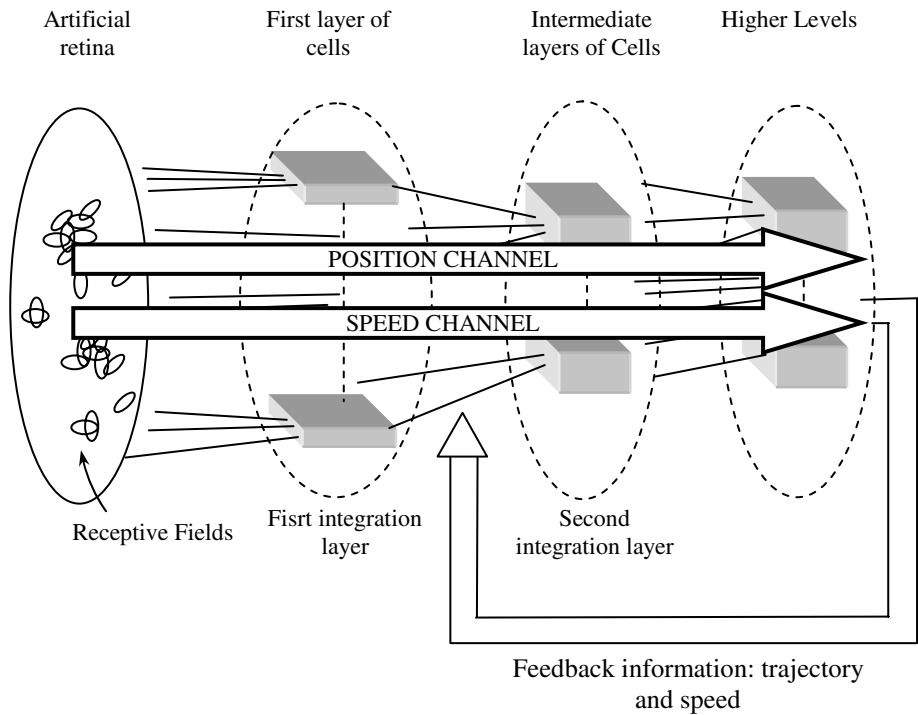 Artificial
retina
First layer of
cells
Intermediate
layers of Cells
Higher Levels
POSITION CHANNEL
SPEED CHANNEL
Receptive Fields
Fisrt integration
layer
Second
integration layer
Feedback information: trajectory
and speed